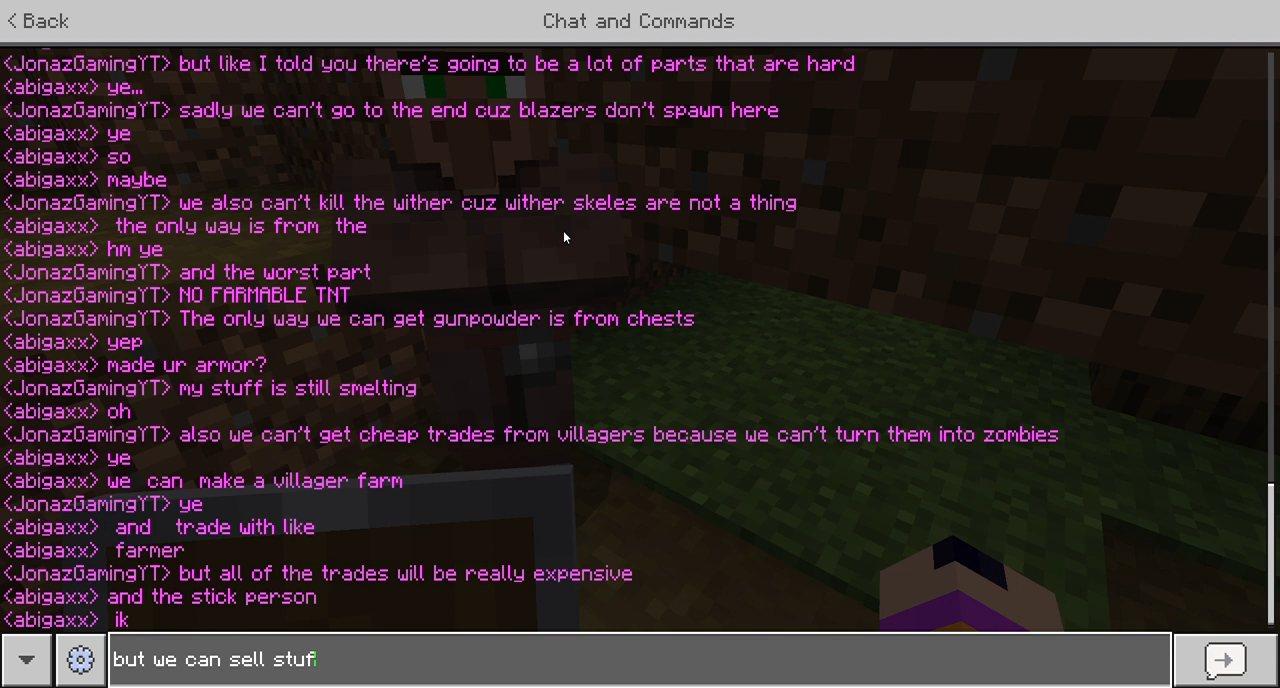 < Back
Chat and Commands
<JonazGamingYT> but like I told you there's going to be a lot of parts that are hard
<abigaxx> ye...
<JonazGamingYT> sadly we can't go to the end cuz blazers don't spawn here
<abigaxx> ye
<abigaxx> so
<abigaxx> maybe
<JonazGamingYT> we also can't kill the wither cuz wither skeles are not a thing
<abigaxx> the only way is from the
<abigaxx> hm ye
<JonazGamingYT> and the worst part
<JonazGamingYT> NO FARMABLE TNT
<JonazGamingYT> The only way we can get gunpowder is from chests
<abigaxx> yep
<abigaxx> made ur armor?
<JonazGamingYT> my stuff is still smelting
<abigaxx> oh
<JonazGamingYT> also we can't get cheap trades from villagers because we can't turn them into zombies
<abigaxx> ye
<abigaxx> we can make a villager farm
<JonazGamingYT> ye
<abigaxx> and trade with like
<abigaxx> farmer
<JonazGamingYT> but all of the trades will be really expensive
<abigaxx> and the stick person
<abigaxx> ik
but we can sell stuf